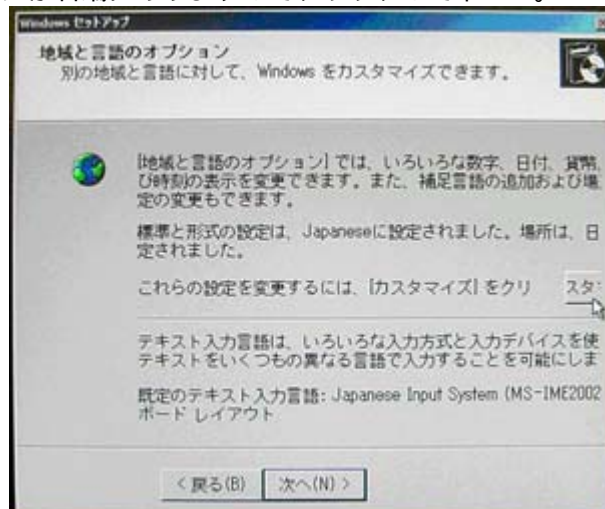 Windows セットアップ
地域と言語のオプション
別の地域と言語に対して、Windows をカスタマイズできます。
[地域と言語のオプション] では、いろいろな数字、日付、貨幣、
び時刻の表示を変更できます。また、補足言語の追加および場
定の変更もできます。
標準と形式の設定は、Japaneseに設定されました。場所は、日
定されました。
これらの設定を変更するには、[カスタマイズ] をクリ
スタ
テキスト入力言語は、いろいろな入力方式と入力デバイスを使
テキストをいくつもの異なる言語で入力することを可能にしま
既定のテキスト入力言語: Japanese Input System (MS-IME2002
ボード レイアウト
< 戻る(B)
次へ(N) >